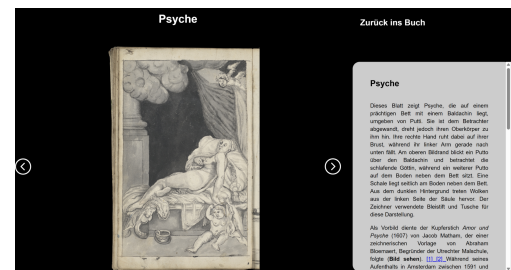 Psyche
Zurück ins Buch
Psyche
Dieses Blatt zeigt Psyche, die auf einem
prächtigen Bett mit einem Baldachin liegt,
umgeben von Putti. Sie ist dem Betrachter
abgewandt, dreht jedoch ihren Oberkörper zu
ihm hin. Ihre rechte Hand ruht dabei auf ihrer
Brust, während ihr linker Arm gerade nach
unten fällt. Am oberen Bildrand blickt ein Putto
über den Baldachin und betrachtet die
schlafende Göttin, während ein weiterer Putto
auf dem Boden neben dem Bett sitzt. Eine
Schale liegt seitlich am Boden neben dem Bett.
Aus dem dunklen Hintergrund treten Wolken
aus der linken Seite der Säule hervor. Der
Zeichner verwendete Bleistift und Tusche für
diese Darstellung.
Als Vorbild diente der Kupferstich Amor und
Psyche (1607) von Jacob Matham, der einer
zeichnerischen Vorlage von Abraham
Bloemaert, Begründer der Utrechter Malschule,
folgte (Bild sehen). [1] [2] Während seines
Aufenthalts in Amsterdam zwischen 1591 und